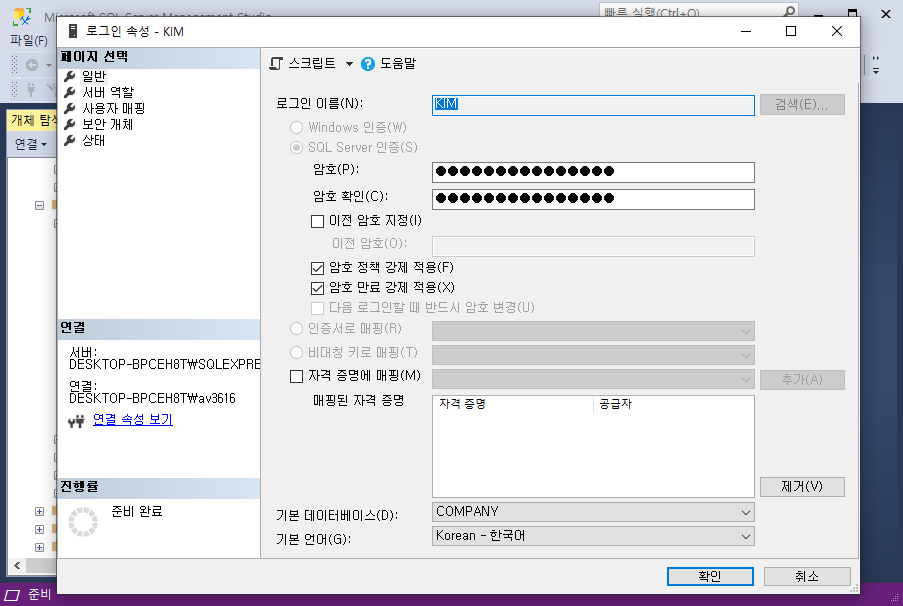 Microsoft SQL Server Management Studio
빠른 실행(Ctrl+Q)
파일(F)
로그인 속성 - KIM
페이지 선택
일반
서버 역할
사용자 매핑
보안 개체
상태
스크립트
도움말
개체 탐색
연결
로그인 이름(N):
KIM
검색(E)...
Windows 인증(W)
SQL Server 인증(S)
암호(P):
●●●●●●●●●●●●●●●
암호 확인(C):
●●●●●●●●●●●●●●●
이전 암호 지정(I)
이전 암호(O):
암호 정책 강제 적용(F)
암호 만료 강제 적용(X)
다음 로그인할 때 반드시 암호 변경(U)
인증서로 매핑(R)
비대칭 키로 매핑(T)
자격 증명에 매핑(M)
추가(A)
매핑된 자격 증명
자격 증명
공급자
제거(V)
기본 데이터베이스(D):
COMPANY
기본 언어(G):
Korean - 한국어
연결
서버:
DESKTOP-BPCEH8T₩SQLEXPRE
연결:
DESKTOP-BPCEH8T₩av3616
연결 속성 보기
진행률
준비 완료
확인
취소
준비